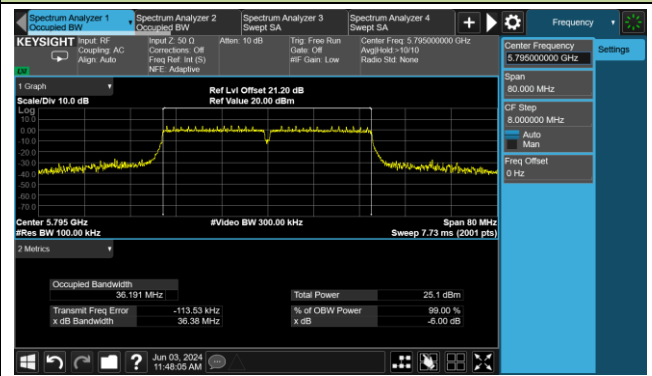 Spectrum Analyzer 1
Occupied BW
Spectrum Analyzer 2
Occupied BW
Spectrum Analyzer 3
Swept SA
Spectrum Analyzer 4
Swept SA
Frequency
KEYSIGHT
Input: RF
Coupling: AC
Align: Auto
Input Z: 50 Ω
Corrections: Off
Freq Ref: Int (S)
NFE: Adaptive
Atten: 10 dB
Trig: Free Run
Gate: Off
#IF Gain: Low
Center Freq: 5.795000000 GHz
Avg|Hold:>10/10
Radio Std: None
Center Frequency
5.795000000 GHz
Settings
Span
80.000 MHz
CF Step
8.000000 MHz
Auto
Man
Freq Offset
0 Hz
1 Graph
Scale/Div 10.0 dB
Ref Lvl Offset 21.20 dB
Ref Value 20.00 dBm
Log
10.0
0.00
-10.0
-20.0
-30.0
-40.0
-50.0
-60.0
-70.0
Center 5.795 GHz
#Res BW 100.00 kHz
#Video BW 300.00 kHz
Span 80 MHz
Sweep 7.73 ms (2001 pts)
2 Metrics
Occupied Bandwidth
36.191 MHz
Total Power 25.1 dBm
Transmit Freq Error -113.53 kHz
% of OBW Power 99.00 %
x dB Bandwidth 36.38 MHz
x dB -6.00 dB
Jun 03, 2024
11:48:05 AM